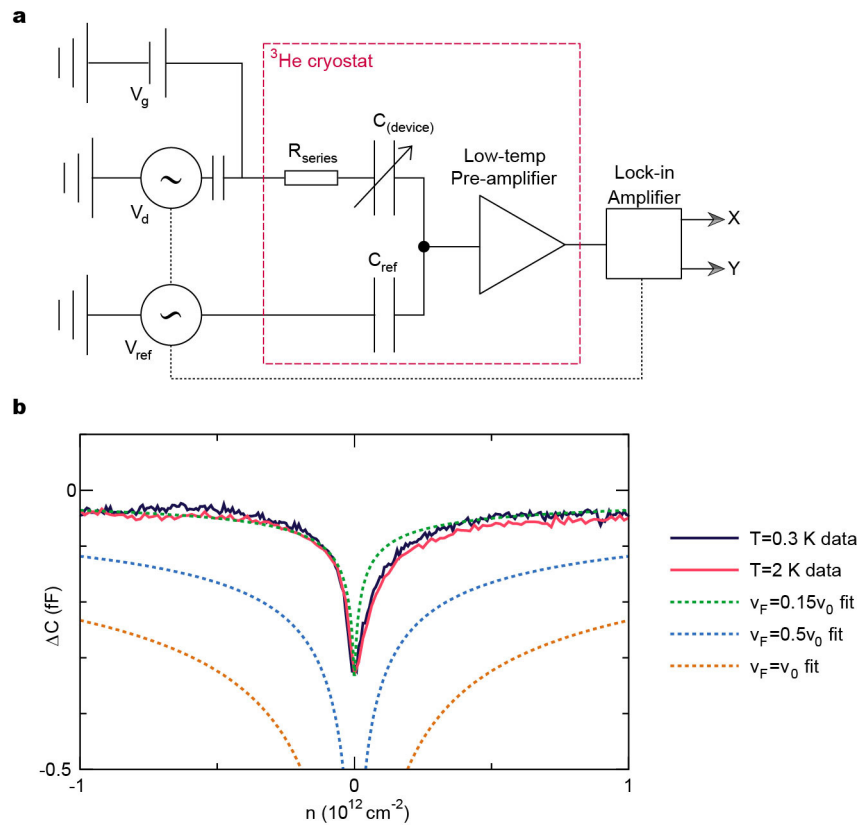 a
³He cryostat
V_g
C_(device)
R_series
Low-temp
Pre-amplifier
Lock-in
Amplifier
~
X
V_d
C_ref
Y
~
V_ref
b
0
ΔC (fF)
-0.5
-1
0
1
n (10¹²cm⁻²)
T=0.3 K data
T=2 K data
v_F=0.15v_0 fit
v_F=0.5v_0 fit
v_F=v_0 fit